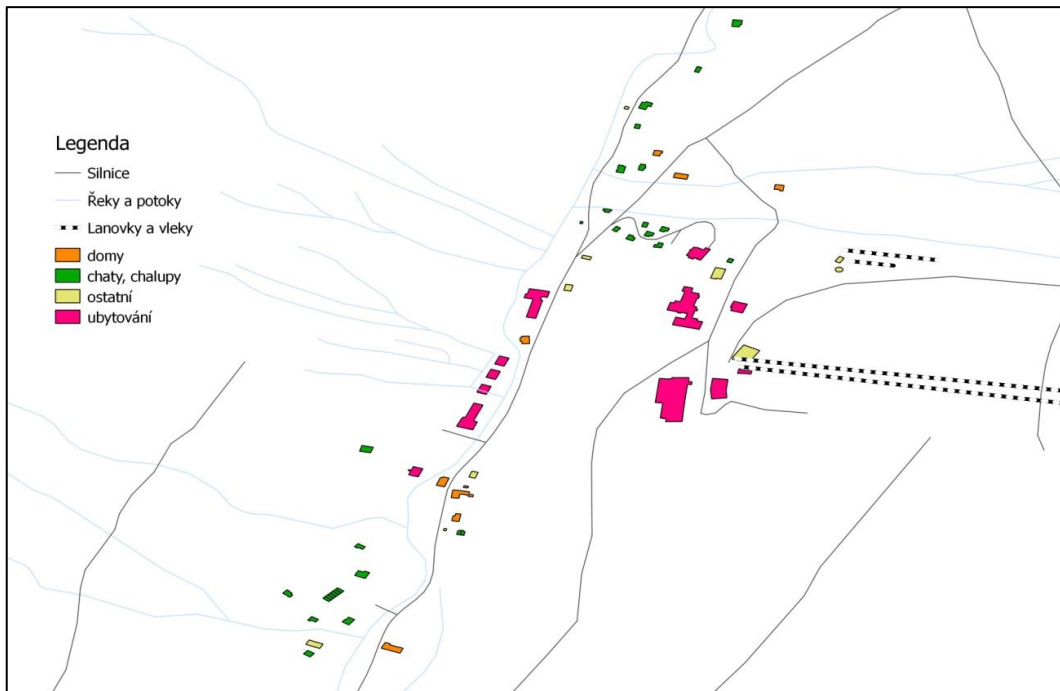 Legenda
Silnice
Řeky a potoky
Lanovky a vleky
domy
chaty, chalupy
ostatní
ubytování